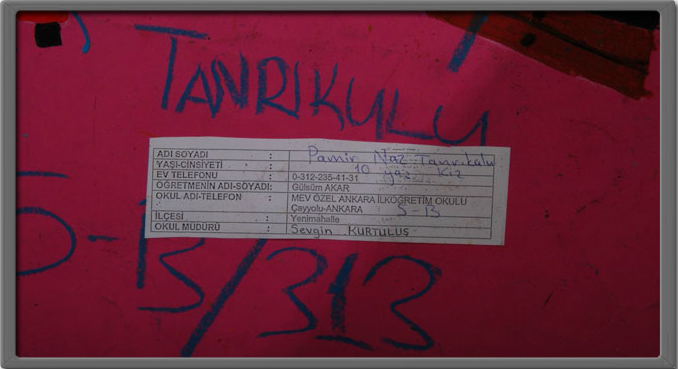 TANRIKULU
ADI SOYADI : Pamir Naz Tanrıkulu
YAŞI-CİNSİYETİ : 10 yaş Kız
EV TELEFONU : 0-312-235-41-31
ÖĞRETMENİN ADI-SOYADI: Gülsüm AKAR
OKUL ADI-TELEFON : MEV ÖZEL ANKARA İLKÖĞRETİM OKULU
Çayyolu-ANKARA 5-B
İLÇESİ : Yenimahalle
OKUL MÜDÜRÜ : Sevgin KURTULUŞ
5-B/313